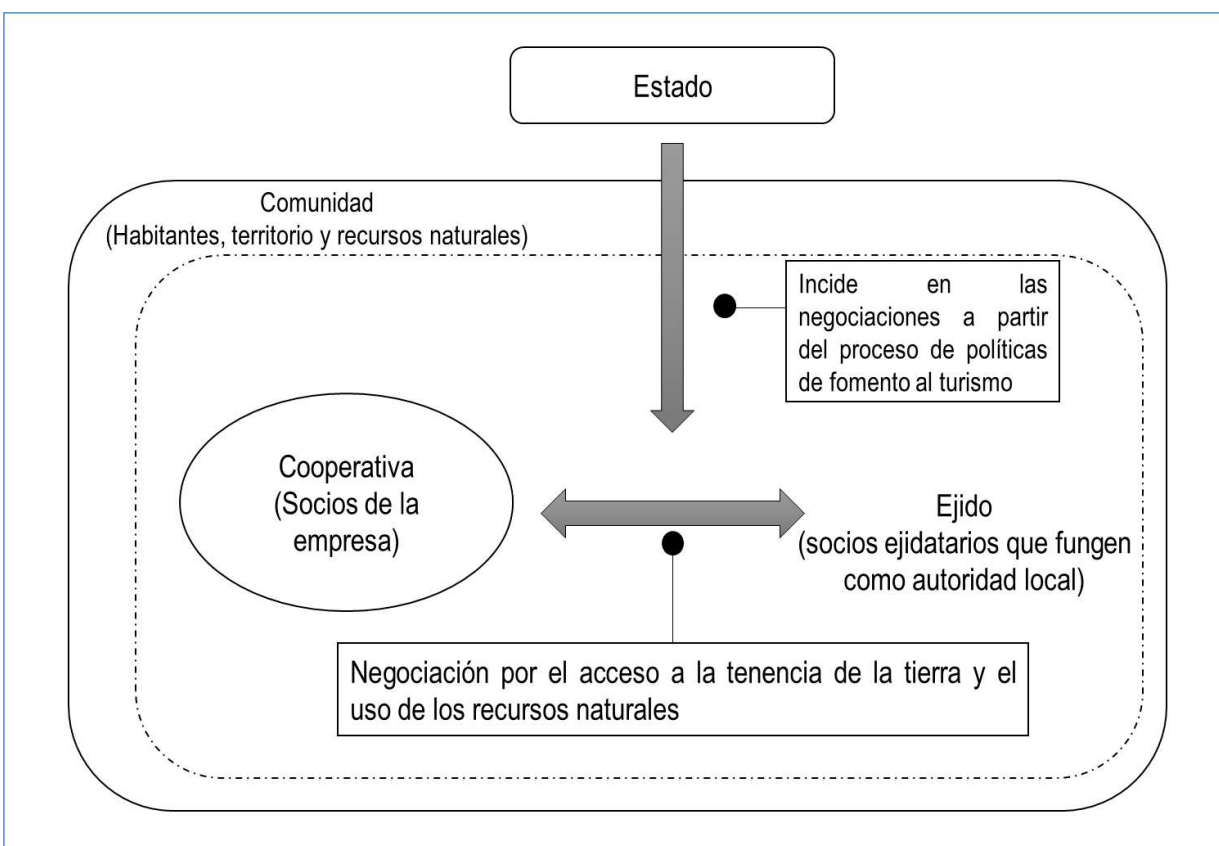 Estado
Comunidad
(Habitantes, territorio y recursos naturales)
Incide en las
negociaciones a partir
del proceso de políticas
de fomento al turismo
Cooperativa
(Socios de la
empresa)
Ejido
(socios ejidatarios que fungen
como autoridad local)
Negociación por el acceso a la tenencia de la tierra y el
uso de los recursos naturales